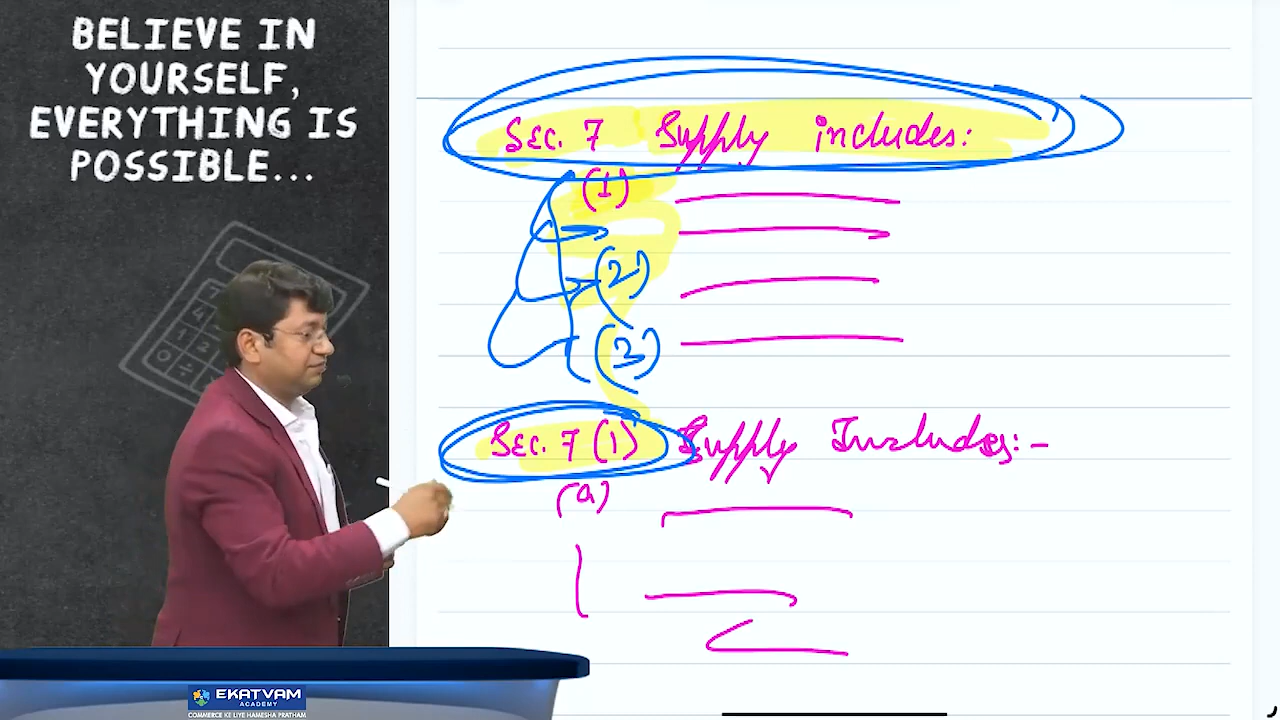 BELIEVE IN
YOURSELF,
EVERYTHING IS
POSSIBLE...
Sec. 7 Supply includes:
(1)
(2)
(3)
Sec. 7 (1) Supply Includes:-
(a)
EKATVAM
ACADEMY
COMMERCE KE LIYE HAMESHA PRATHAM